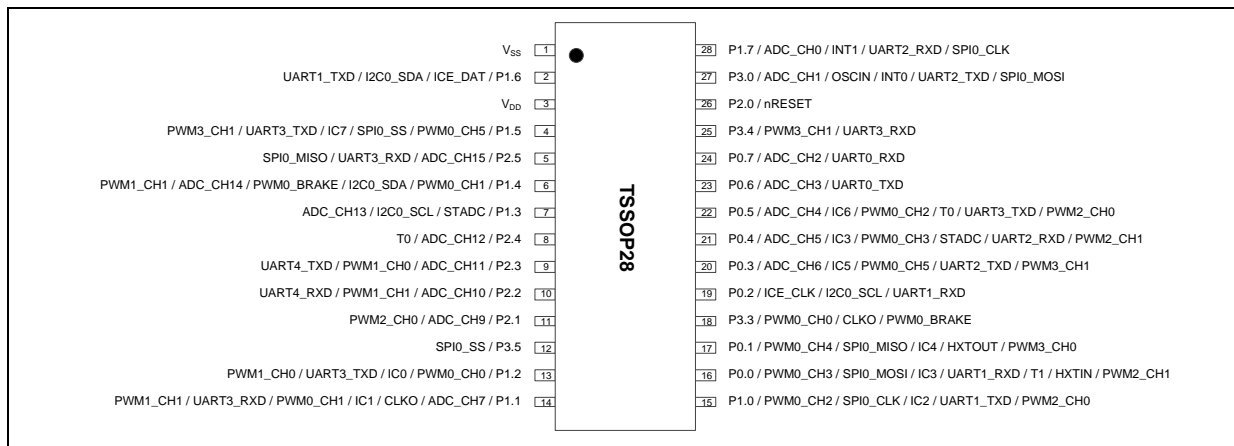 V_SS 1
UART1_TXD / I2C0_SDA / ICE_DAT / P1.6 2
V_DD 3
PWM3_CH1 / UART3_TXD / IC7 / SPI0_SS / PWM0_CH5 / P1.5 4
SPI0_MISO / UART3_RXD / ADC_CH15 / P2.5 5
PWM1_CH1 / ADC_CH14 / PWM0_BRAKE / I2C0_SDA / PWM0_CH1 / P1.4 6
ADC_CH13 / I2C0_SCL / STADC / P1.3 7
T0 / ADC_CH12 / P2.4 8
UART4_TXD / PWM1_CH0 / ADC_CH11 / P2.3 9
UART4_RXD / PWM1_CH1 / ADC_CH10 / P2.2 10
PWM2_CH0 / ADC_CH9 / P2.1 11
SPI0_SS / P3.5 12
PWM1_CH0 / UART3_TXD / IC0 / PWM0_CH0 / P1.2 13
PWM1_CH1 / UART3_RXD / PWM0_CH1 / IC1 / CLKO / ADC_CH7 / P1.1 14
TSSOP28
28 P1.7 / ADC_CH0 / INT1 / UART2_RXD / SPI0_CLK
27 P3.0 / ADC_CH1 / OSCIN / INT0 / UART2_TXD / SPI0_MOSI
26 P2.0 / nRESET
25 P3.4 / PWM3_CH1 / UART3_RXD
24 P0.7 / ADC_CH2 / UART0_RXD
23 P0.6 / ADC_CH3 / UART0_TXD
22 P0.5 / ADC_CH4 / IC6 / PWM0_CH2 / T0 / UART3_TXD / PWM2_CH0
21 P0.4 / ADC_CH5 / IC3 / PWM0_CH3 / STADC / UART2_RXD / PWM2_CH1
20 P0.3 / ADC_CH6 / IC5 / PWM0_CH5 / UART2_TXD / PWM3_CH1
19 P0.2 / ICE_CLK / I2C0_SCL / UART1_RXD
18 P3.3 / PWM0_CH0 / CLKO / PWM0_BRAKE
17 P0.1 / PWM0_CH4 / SPI0_MISO / IC4 / HXTOUT / PWM3_CH0
16 P0.0 / PWM0_CH3 / SPI0_MOSI / IC3 / UART1_RXD / T1 / HXTIN / PWM2_CH1
15 P1.0 / PWM0_CH2 / SPI0_CLK / IC2 / UART1_TXD / PWM2_CH0